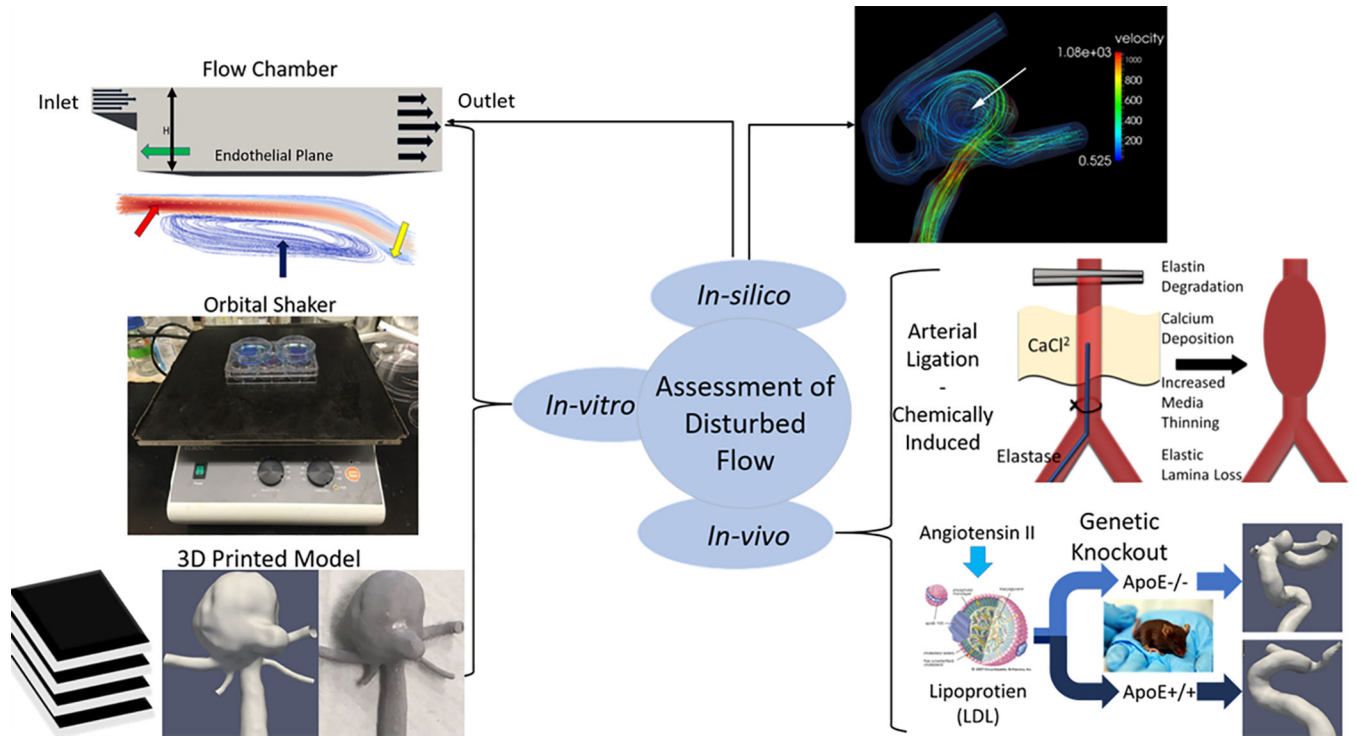 Flow Chamber
Inlet
Outlet
H
Endothelial Plane
Orbital Shaker
3D Printed Model
In-silico
In-vitro
Assessment of
Disturbed
Flow
In-vivo
velocity
1.08e+03
1000
800
600
400
200
0.525
Arterial
Ligation
-
Chemically
Induced
CaCl²
Elastase
Elastin
Degradation
Calcium
Deposition
Increased
Media
Thinning
Elastic
Lamina Loss
Angiotensin II
Genetic
Knockout
ApoE-/-
ApoE+/+
Lipoprotien
(LDL)